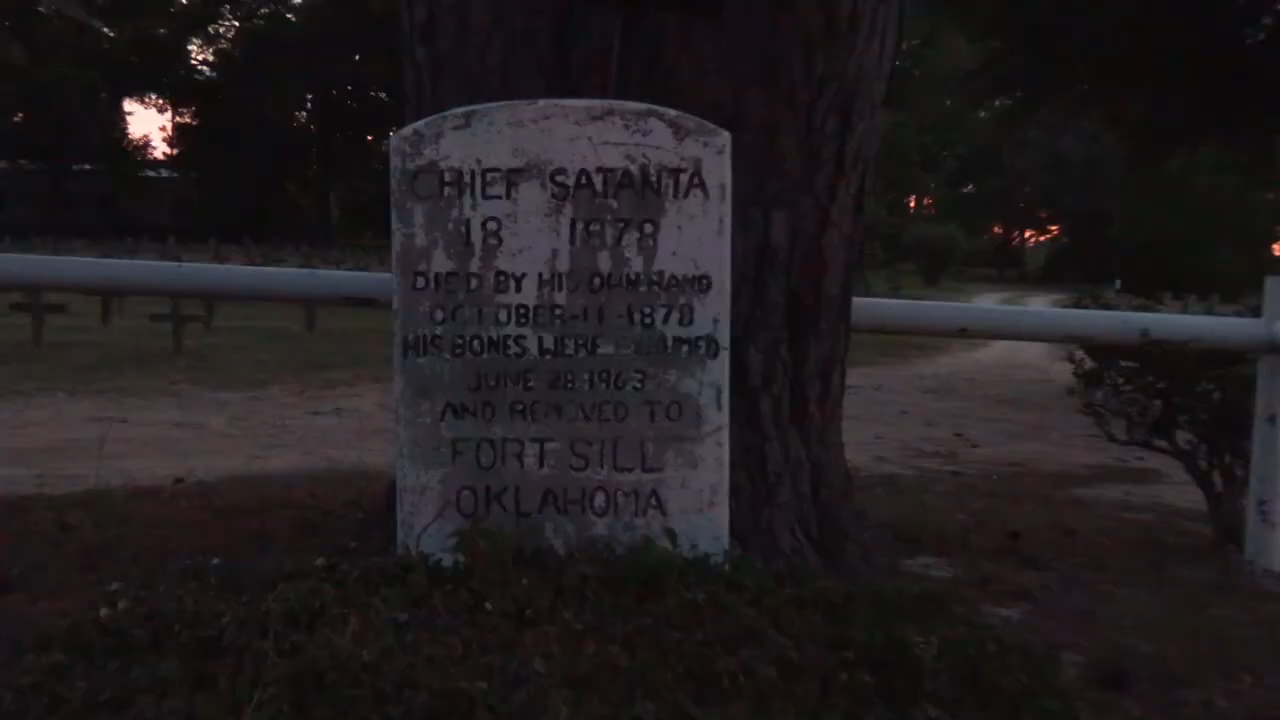 CHIEF SATANTA
18 1878
DIED BY HIS OWN HAND
OCTOBER-11-1878
HIS BONES WERE EXHUMED
JUNE 28 1963
AND REMOVED TO
FORT SILL
OKLAHOMA